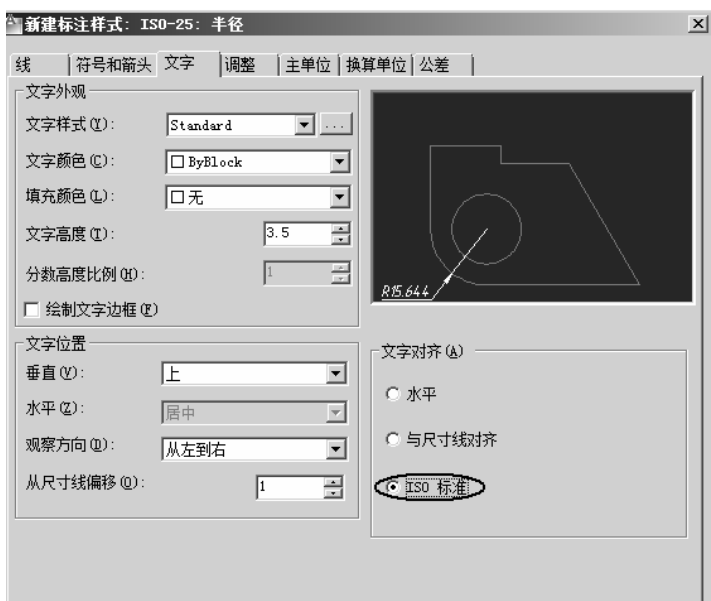 新建标注样式: ISO-25: 半径
线 符号和箭头 文字 调整 主单位 换算单位 公差
文字外观
文字样式(Y): Standard ...
文字颜色(C): ByBlock
填充颜色(L): 无
文字高度(T): 3.5
分数高度比例(H): 1
绘制文字边框(F)
R15.644
文字位置
垂直(V): 上
水平(Z): 居中
观察方向(D): 从左到右
从尺寸线偏移(O): 1
文字对齐(A)
水平
与尺寸线对齐
ISO 标准